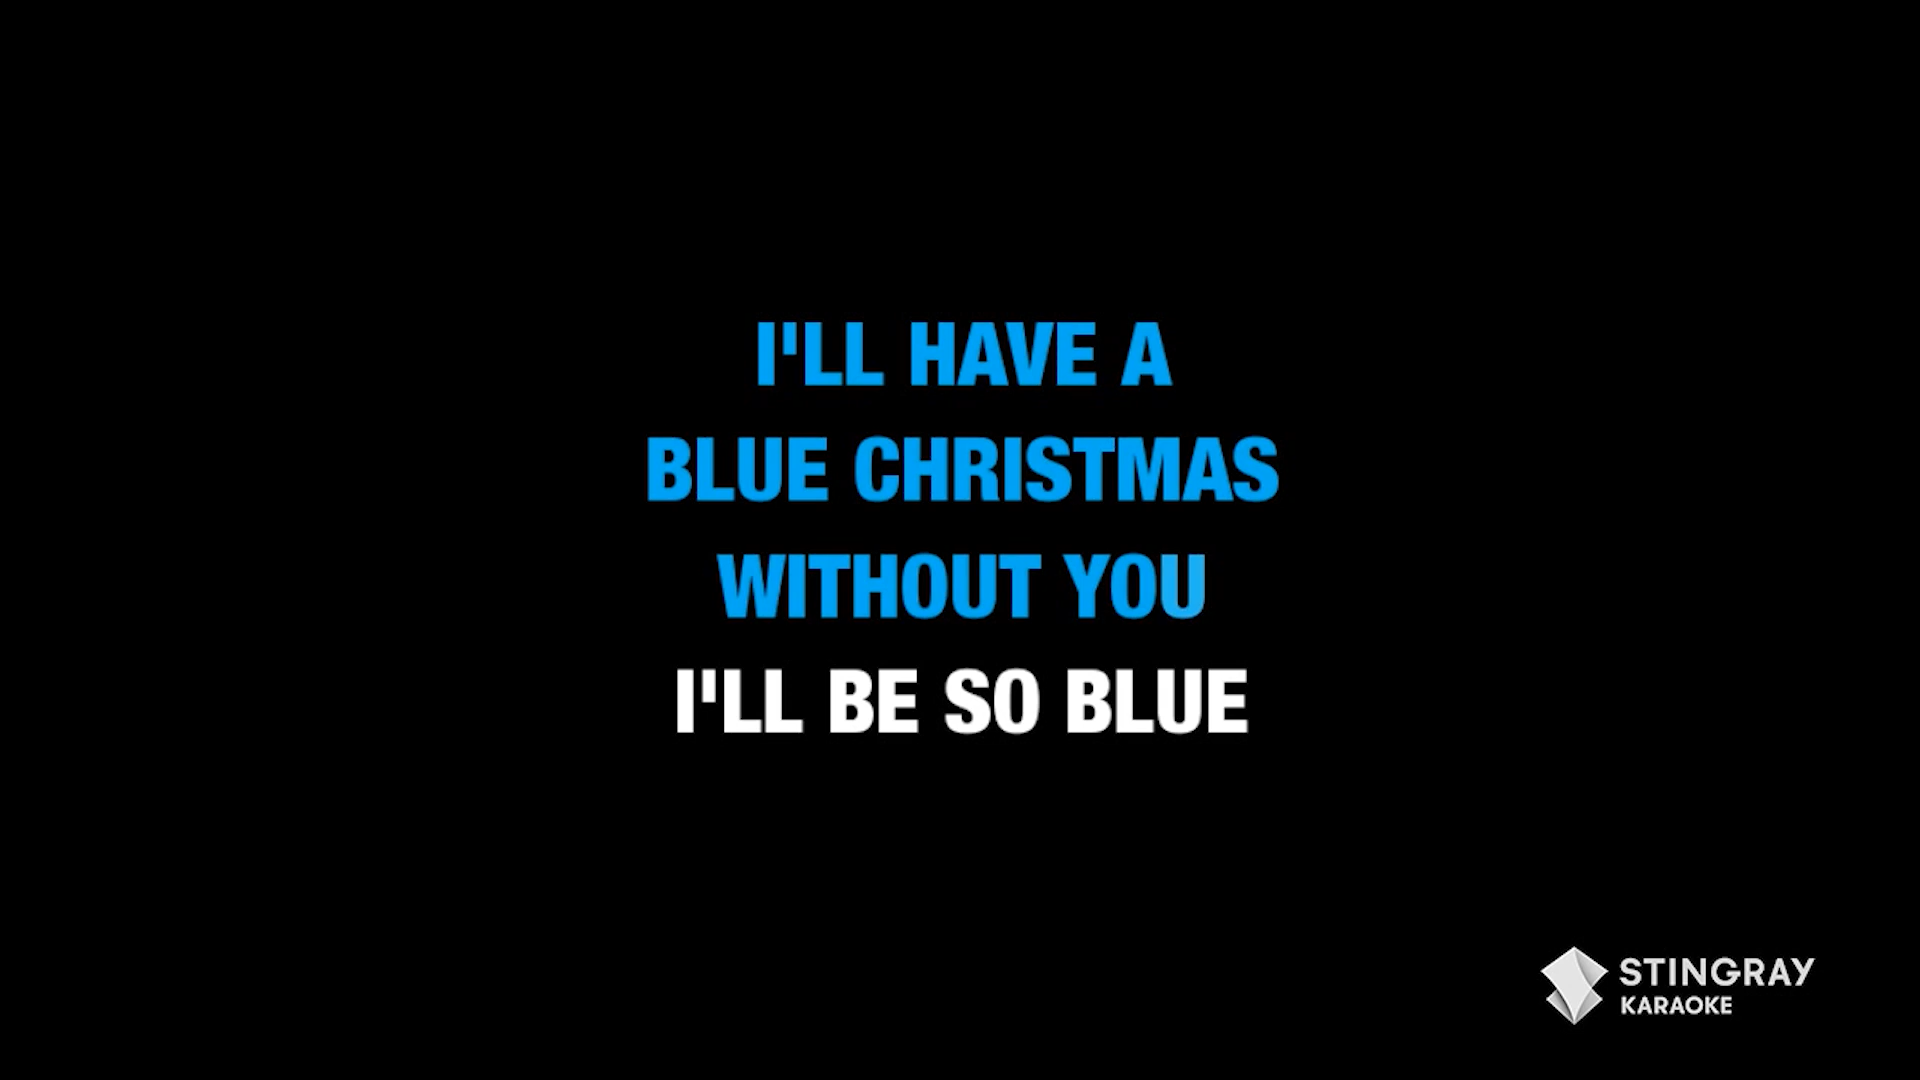 I'LL HAVE A
BLUE CHRISTMAS
WITHOUT YOU
I'LL BE SO BLUE
STINGRAY
KARAOKE